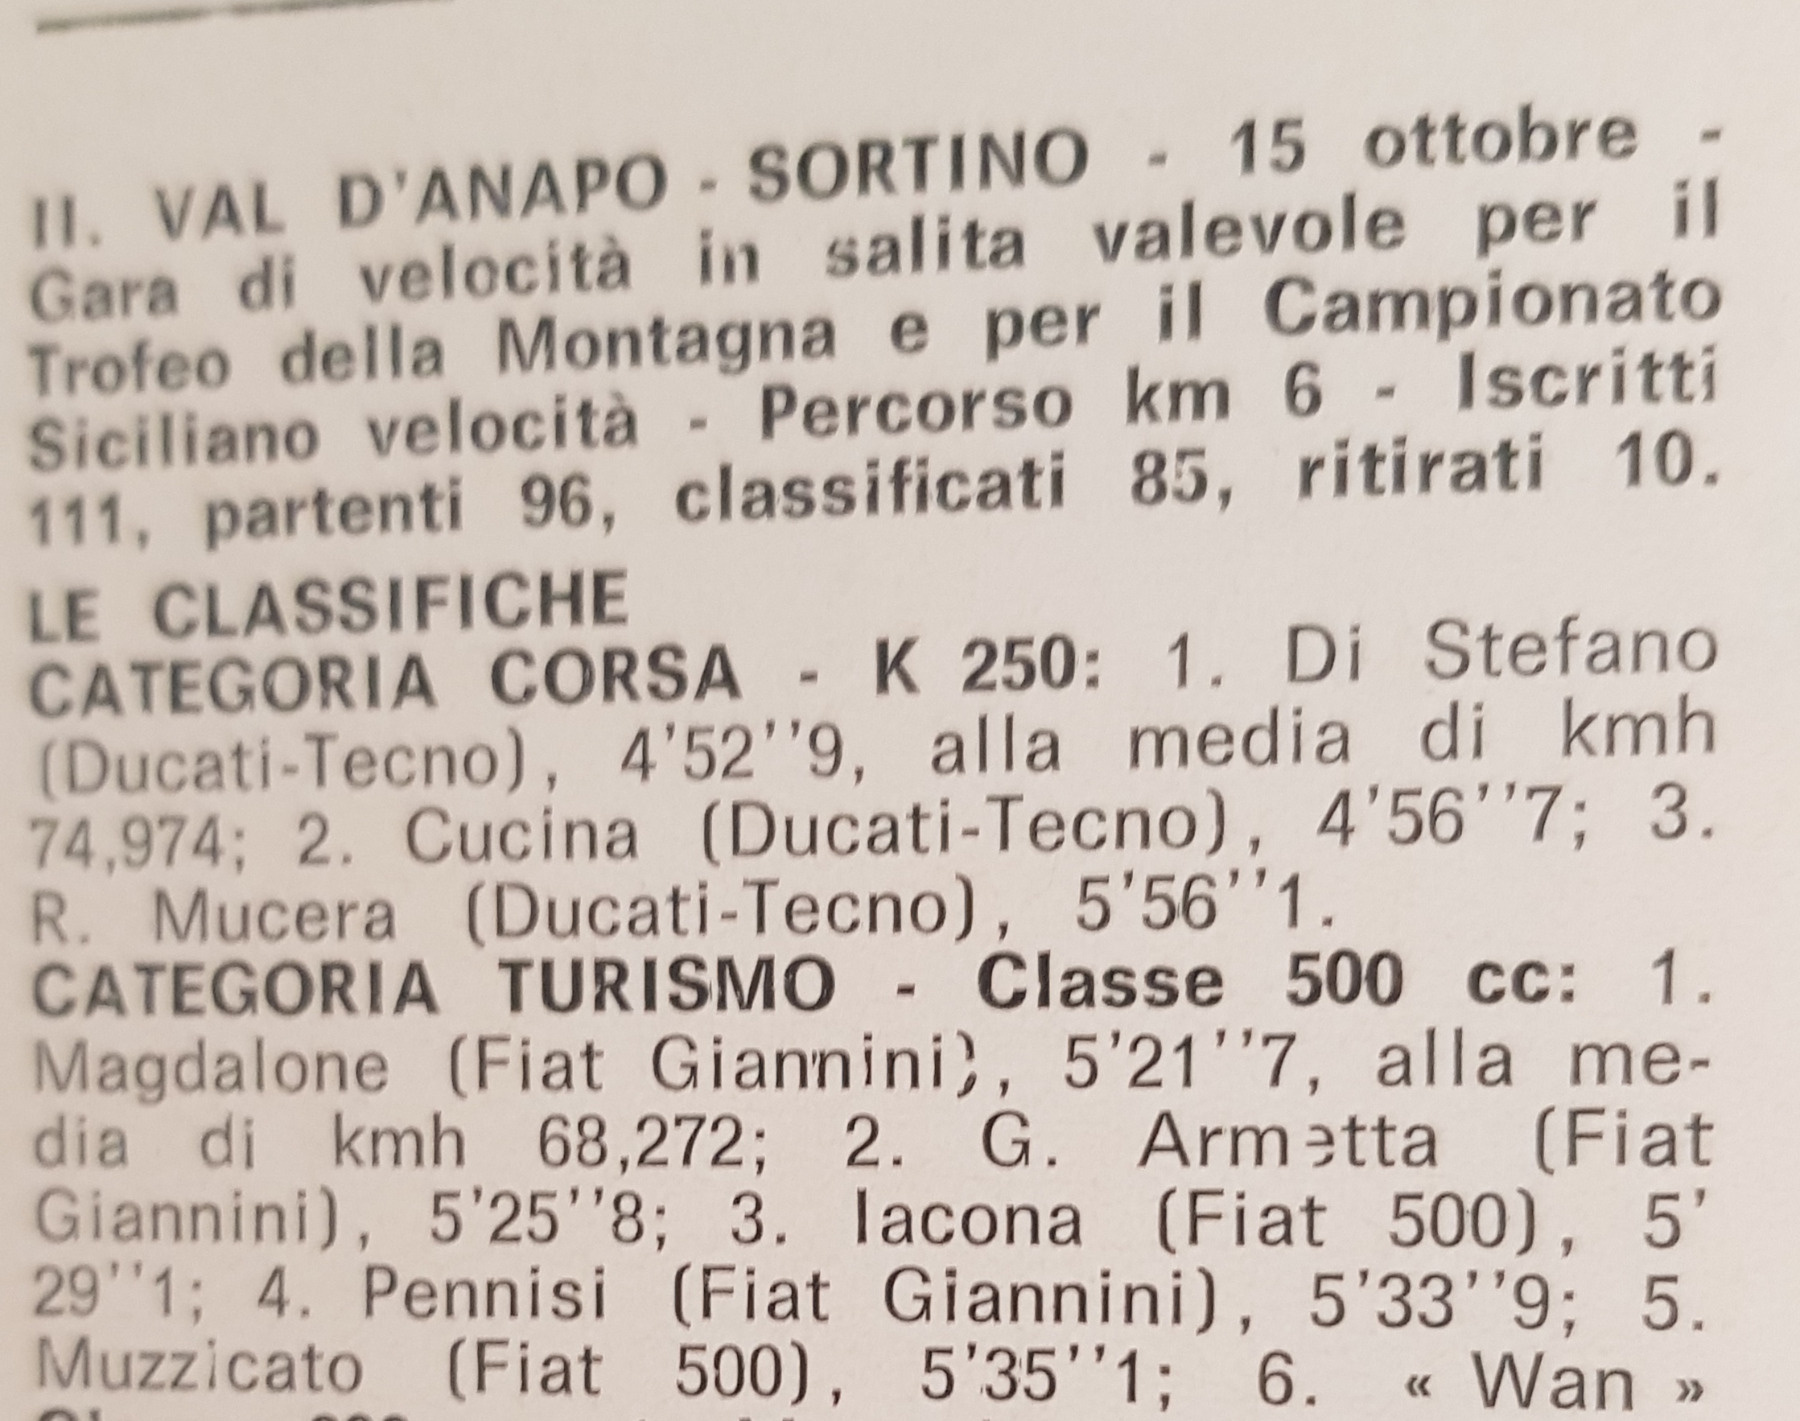 II. VAL D'ANAPO - SORTINO - 15 ottobre -
Gara di velocità in salita valevole per il
Trofeo della Montagna e per il Campionato
Siciliano velocità - Percorso km 6 - Iscritti
111, partenti 96, classificati 85, ritirati 10.
LE CLASSIFICHE
CATEGORIA CORSA - K 250: 1. Di Stefano
(Ducati-Tecno), 4'52''9, alla media di kmh
74,974; 2. Cucina (Ducati-Tecno), 4'56''7; 3.
R. Mucera (Ducati-Tecno), 5'56''1.
CATEGORIA TURISMO - Classe 500 cc: 1.
Magdalone (Fiat Giannini), 5'21''7, alla me-
dia di kmh 68,272; 2. G. Armetta (Fiat
Giannini), 5'25''8; 3. Iacona (Fiat 500), 5'
29''1; 4. Pennisi (Fiat Giannini), 5'33''9; 5.
Muzzicato (Fiat 500), 5'35''1; 6. « Wan »